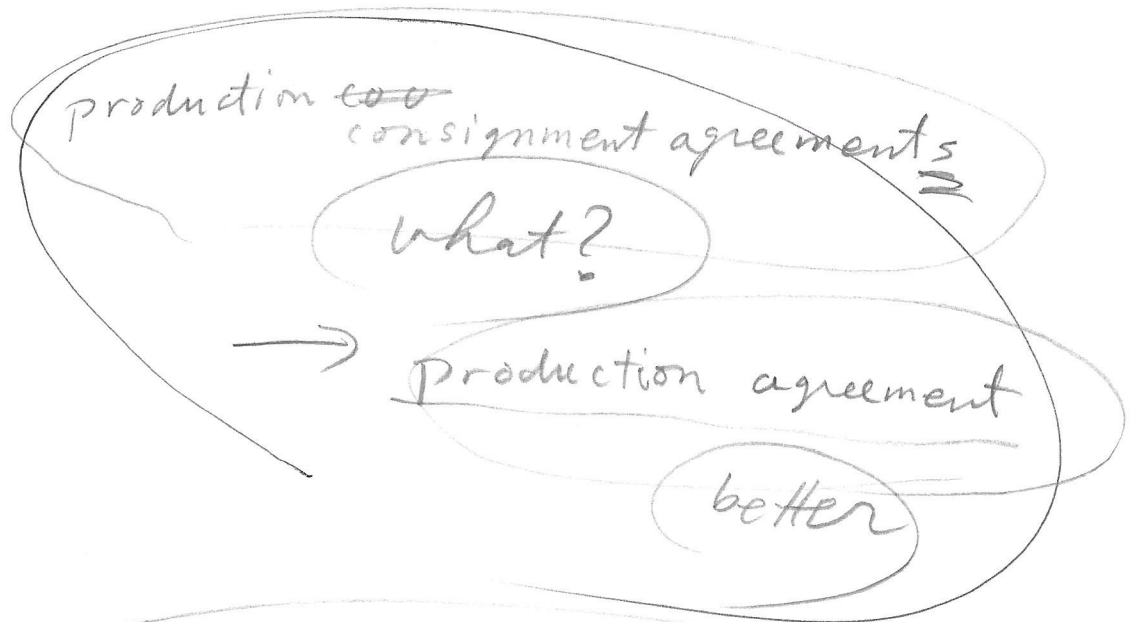 production
consignment agreements
what?
→ production agreement
better